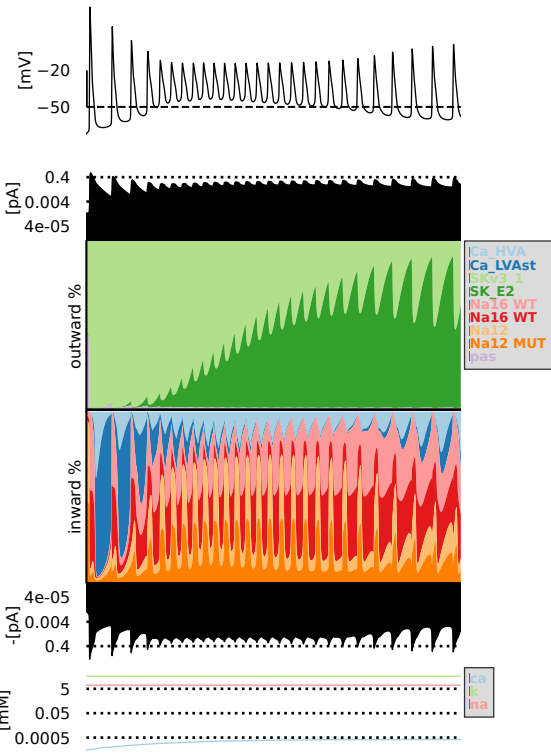 [mV]
−20
−50
[pA]
0.4
0.004
4e-05
outward %
Ca_HVA
Ca_LVAst
SKv3_1
SK_E2
Na16 WT
Na16 WT
Na12
Na12 MUT
pas
inward %
-[pA]
4e-05
0.004
0.4
[mM]
5
0.05
0.0005
ca
k
na